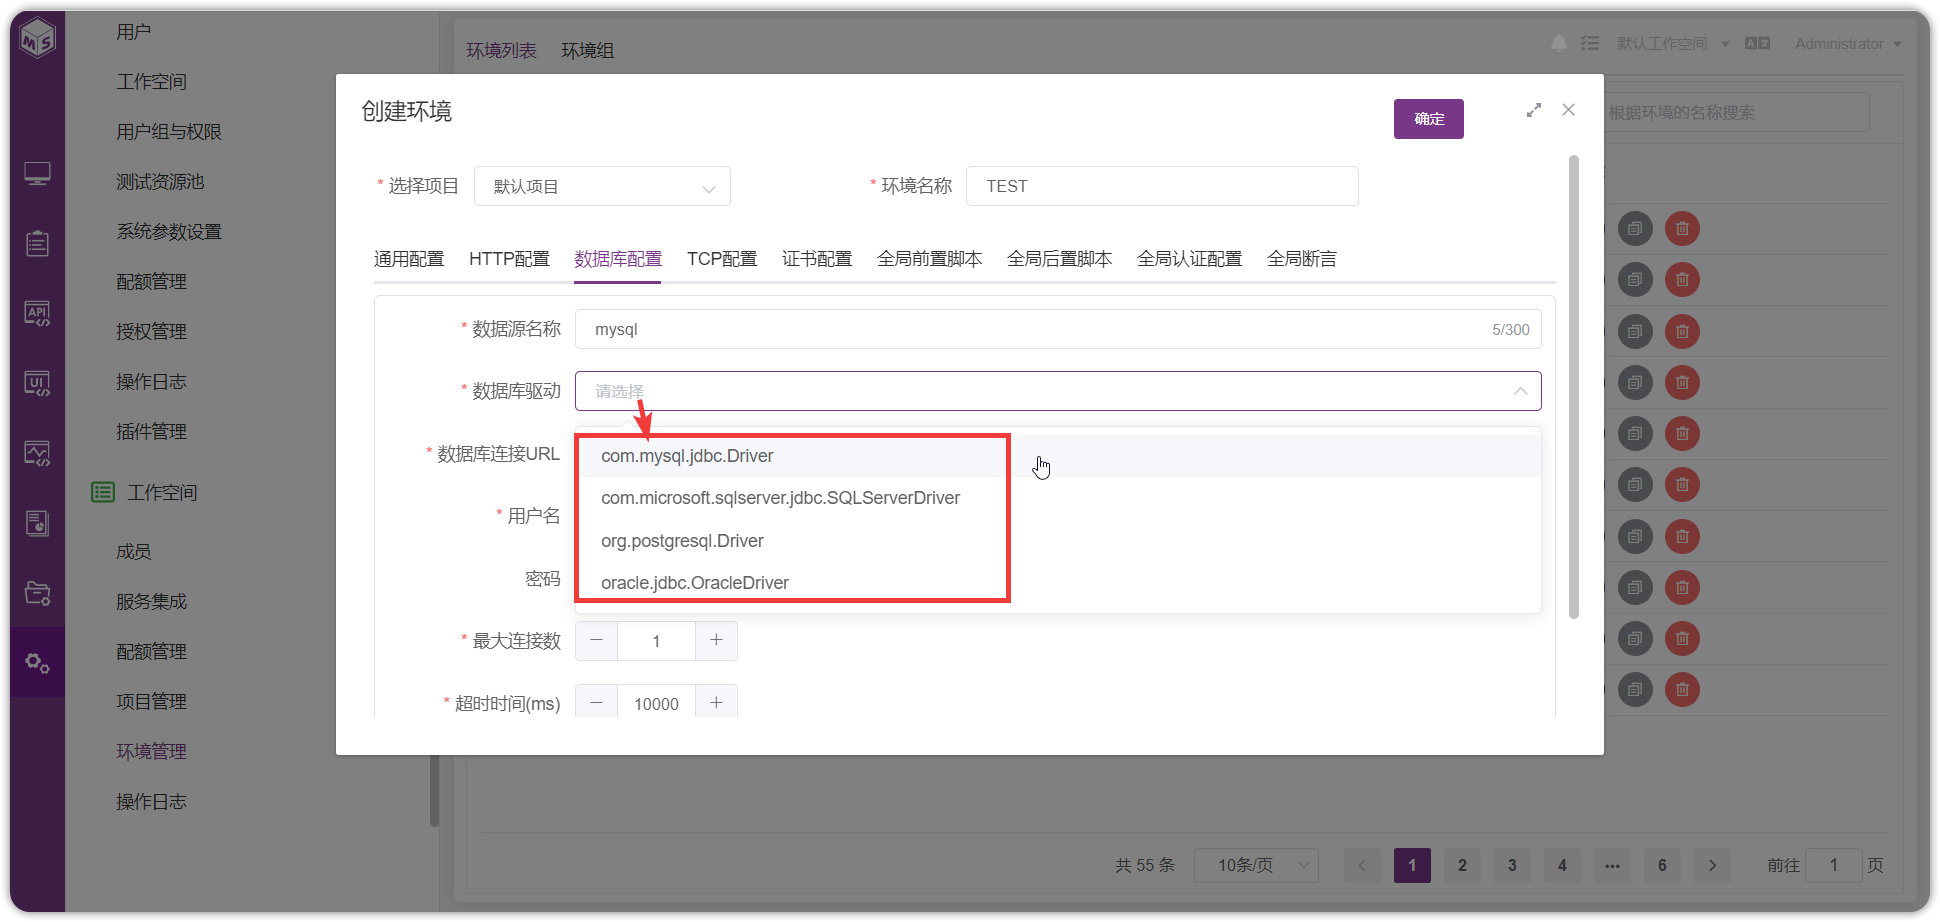 MS
API
UI
用户
工作空间
用户组与权限
测试资源池
系统参数设置
配额管理
授权管理
操作日志
插件管理
工作空间
成员
服务集成
配额管理
项目管理
环境管理
操作日志
环境列表 环境组
默认工作空间 Administrator
根据环境的名称搜索
创建环境
确定
* 选择项目 默认项目 * 环境名称 TEST
通用配置 HTTP配置 数据库配置 TCP配置 证书配置 全局前置脚本 全局后置脚本 全局认证配置 全局断言
* 数据源名称 mysql 5/300
* 数据库驱动 请选择
* 数据库连接URL
com.mysql.jdbc.Driver
com.microsoft.sqlserver.jdbc.SQLServerDriver
* 用户名
org.postgresql.Driver
密码
oracle.jdbc.OracleDriver
* 最大连接数 − 1 +
* 超时时间(ms) − 10000 +
共 55 条 10条/页 < 1 2 3 4 ••• 6 > 前往 1 页